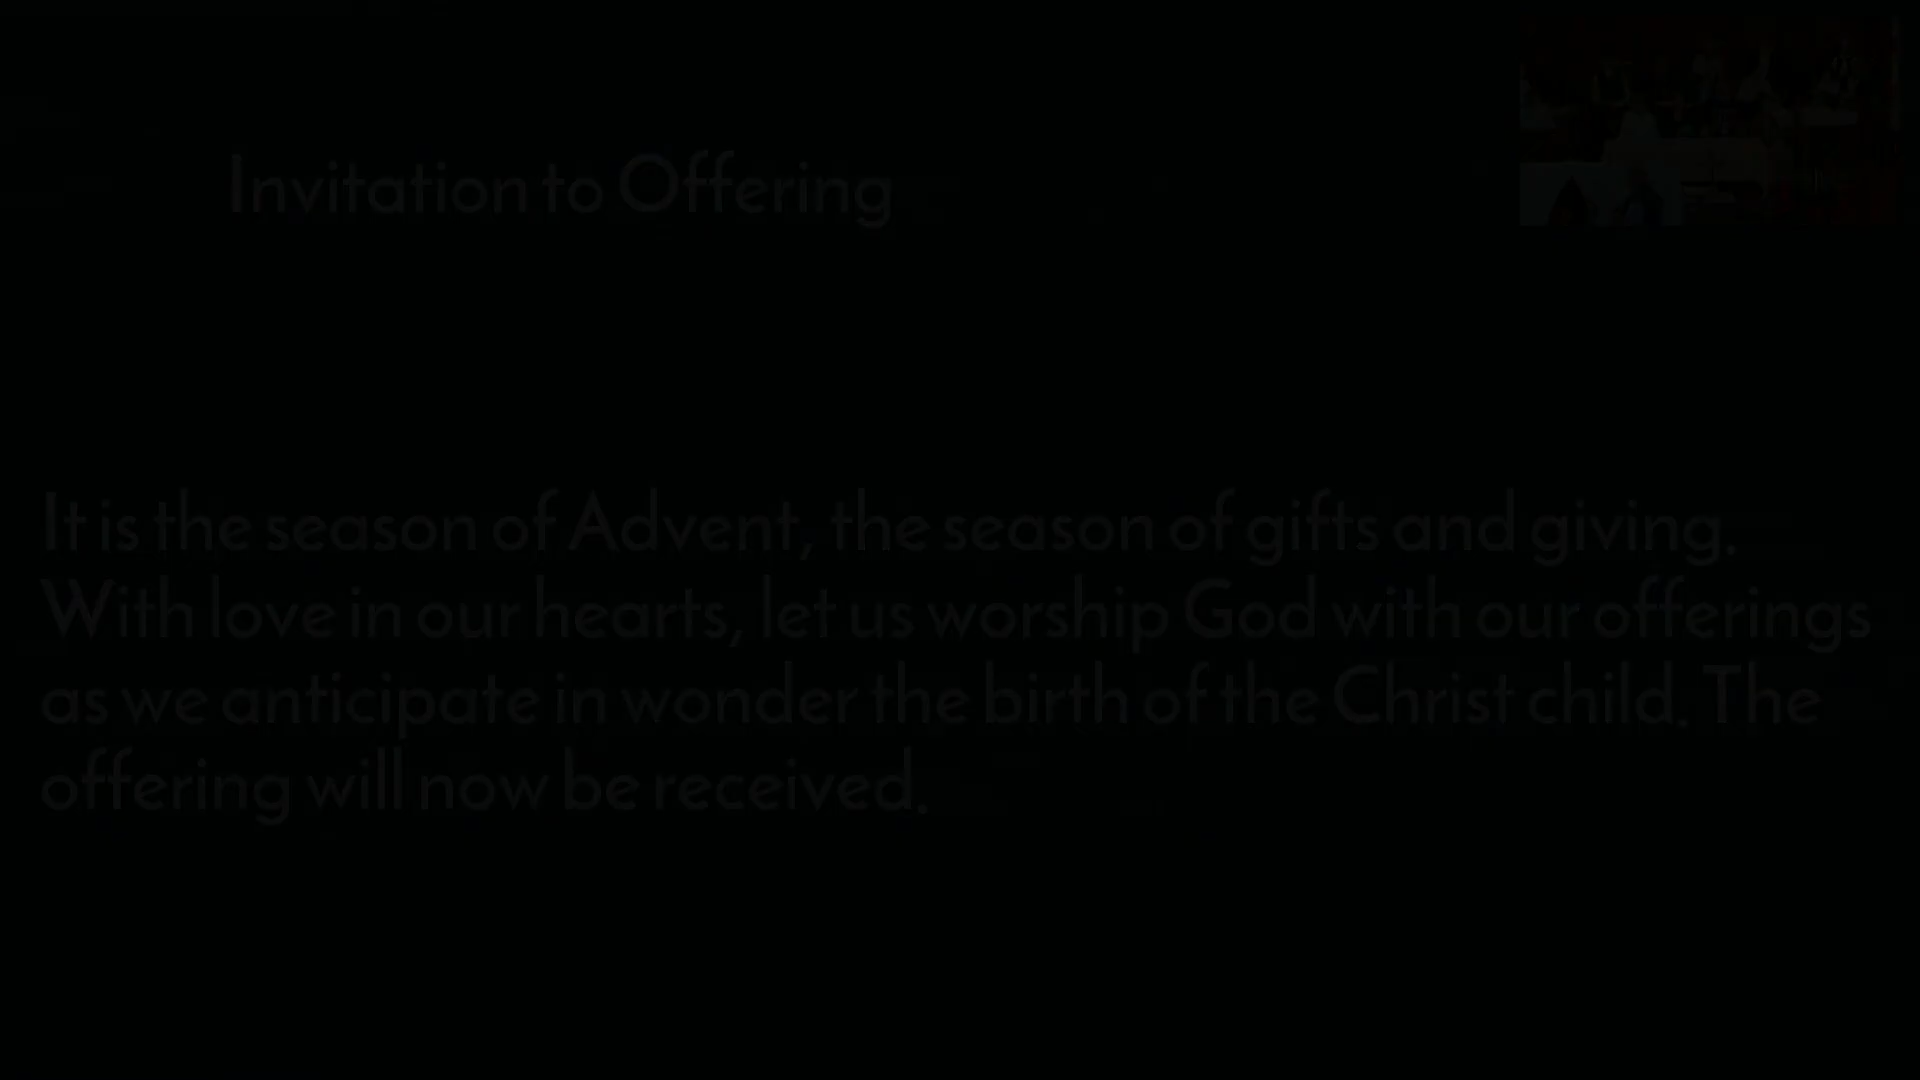 Invitation to Offering
It is the season of Advent, the season of gifts and giving.
With love in our hearts, let us worship God with our offerings
as we anticipate in wonder the birth of the Christ child. The
offering will now be received.